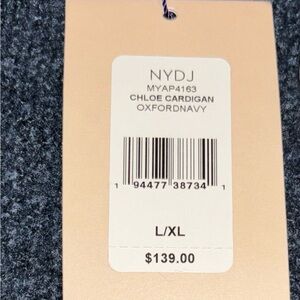 NYDJ
MYAP4163
CHLOE CARDIGAN
OXFORDNAVY
1 94477 38734 1
L/XL
$139.00